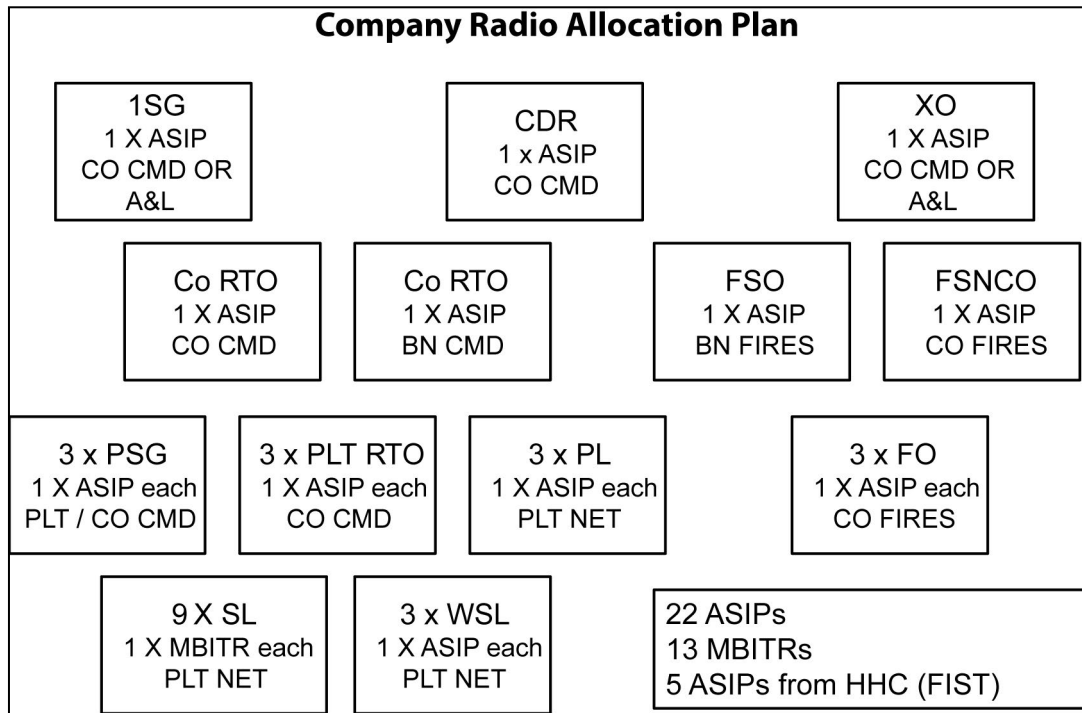 Company Radio Allocation Plan
1SG
1 X ASIP
CO CMD OR
A&L
CDR
1 x ASIP
CO CMD
XO
1 X ASIP
CO CMD OR
A&L
Co RTO
1 X ASIP
CO CMD
Co RTO
1 X ASIP
BN CMD
FSO
1 X ASIP
BN FIRES
FSNCO
1 X ASIP
CO FIRES
3 x PSG
1 X ASIP each
PLT / CO CMD
3 x PLT RTO
1 X ASIP each
CO CMD
3 x PL
1 X ASIP each
PLT NET
3 x FO
1 X ASIP each
CO FIRES
9 X SL
1 X MBITR each
PLT NET
3 x WSL
1 X ASIP each
PLT NET
22 ASIPs
13 MBITRs
5 ASIPs from HHC (FIST)